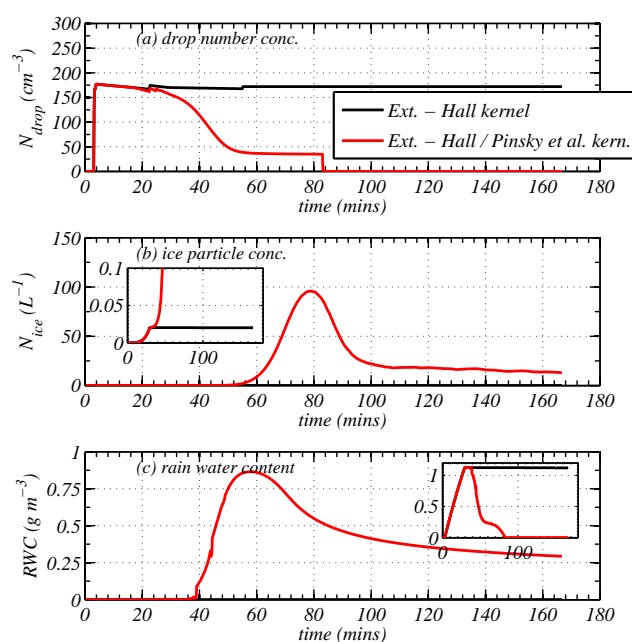 300
250
200
150
100
50
0
N_drop (cm⁻³)
(a) drop number conc.
Ext. − Hall kernel
Ext. − Hall / Pinsky et al. kern.
0 20 40 60 80 100 120 140 160 180
time (mins)
150
100
50
0
N_ice (L⁻¹)
(b) ice particle conc.
0.1
0.05
0
0 100
0 20 40 60 80 100 120 140 160 180
time (mins)
1
0.75
0.5
0.25
0
RWC (g m⁻³)
(c) rain water content
1
0.5
0
0 100
0 20 40 60 80 100 120 140 160 180
time (mins)